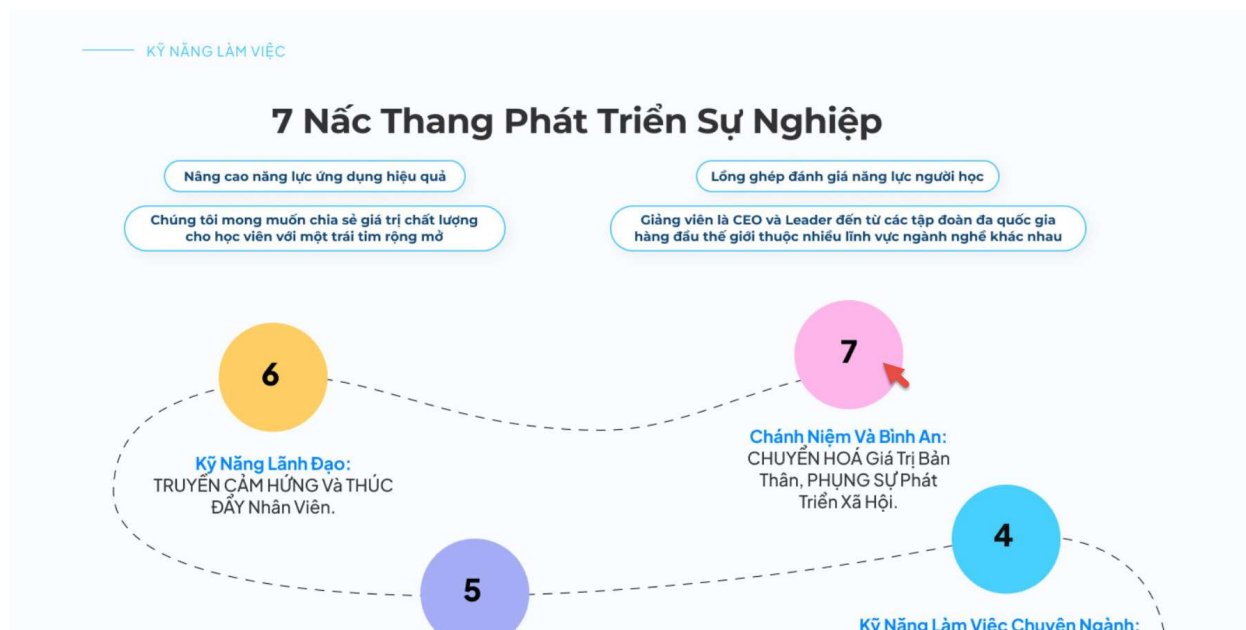 KỸ NĂNG LÀM VIỆC
7 Nấc Thang Phát Triển Sự Nghiệp
Nâng cao năng lực ứng dụng hiệu quả
Lồng ghép đánh giá năng lực người học
Chúng tôi mong muốn chia sẻ giá trị chất lượng
cho học viên với một trái tim rộng mở
Giảng viên là CEO và Leader đến từ các tập đoàn đa quốc gia
hàng đầu thế giới thuộc nhiều lĩnh vực ngành nghề khác nhau
6
7
Kỹ Năng Lãnh Đạo:
TRUYỀN CẢM HỨNG Và THÚC
ĐẨY Nhân Viên.
Chánh Niệm Và Bình An:
CHUYỂN HOÁ Giá Trị Bản
Thân, PHỤNG SỰ Phát
Triển Xã Hội.
4
5
Kỹ Năng Làm Việc Chuyên Ngành: